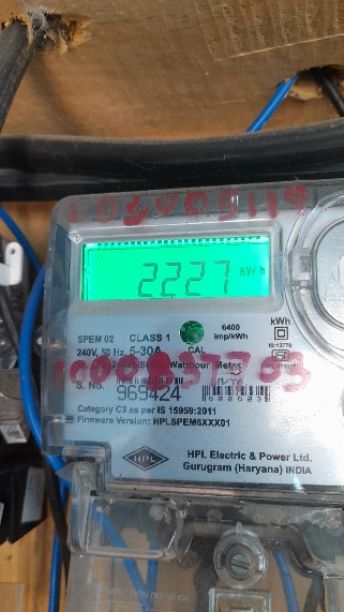 2227 kWh
SPEM 02 CLASS 1 6400 imp/kWh kWh
240V, 50 Hz, 5-30A CAL IS:13779
Watthour Meter
S. No. 969424
Category C3 as per IS 15959:2011
Firmware Version: HPLSPEM6XXX01
HPL
HPL Electric & Power Ltd.
Gurugram (Haryana) INDIA